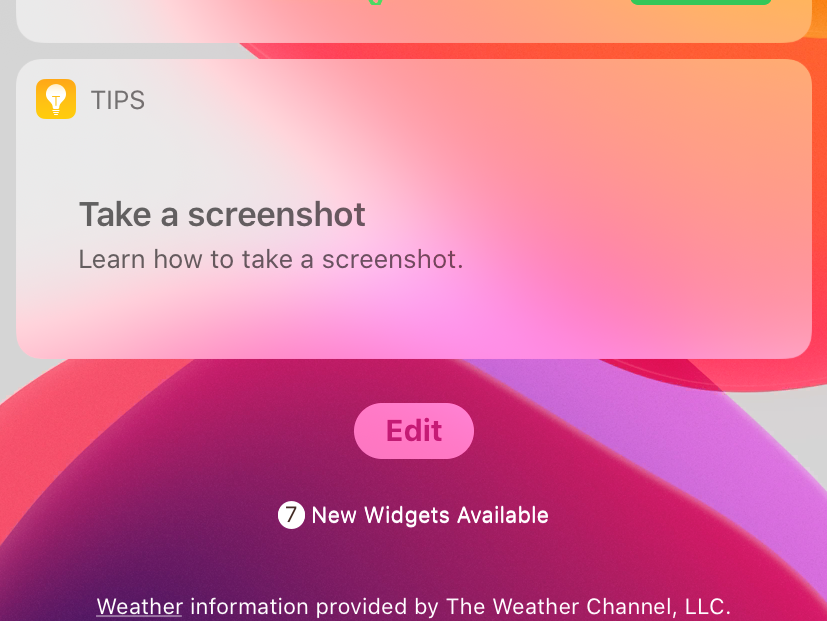 TIPS
Take a screenshot
Learn how to take a screenshot.
Edit
7 New Widgets Available
Weather information provided by The Weather Channel, LLC.